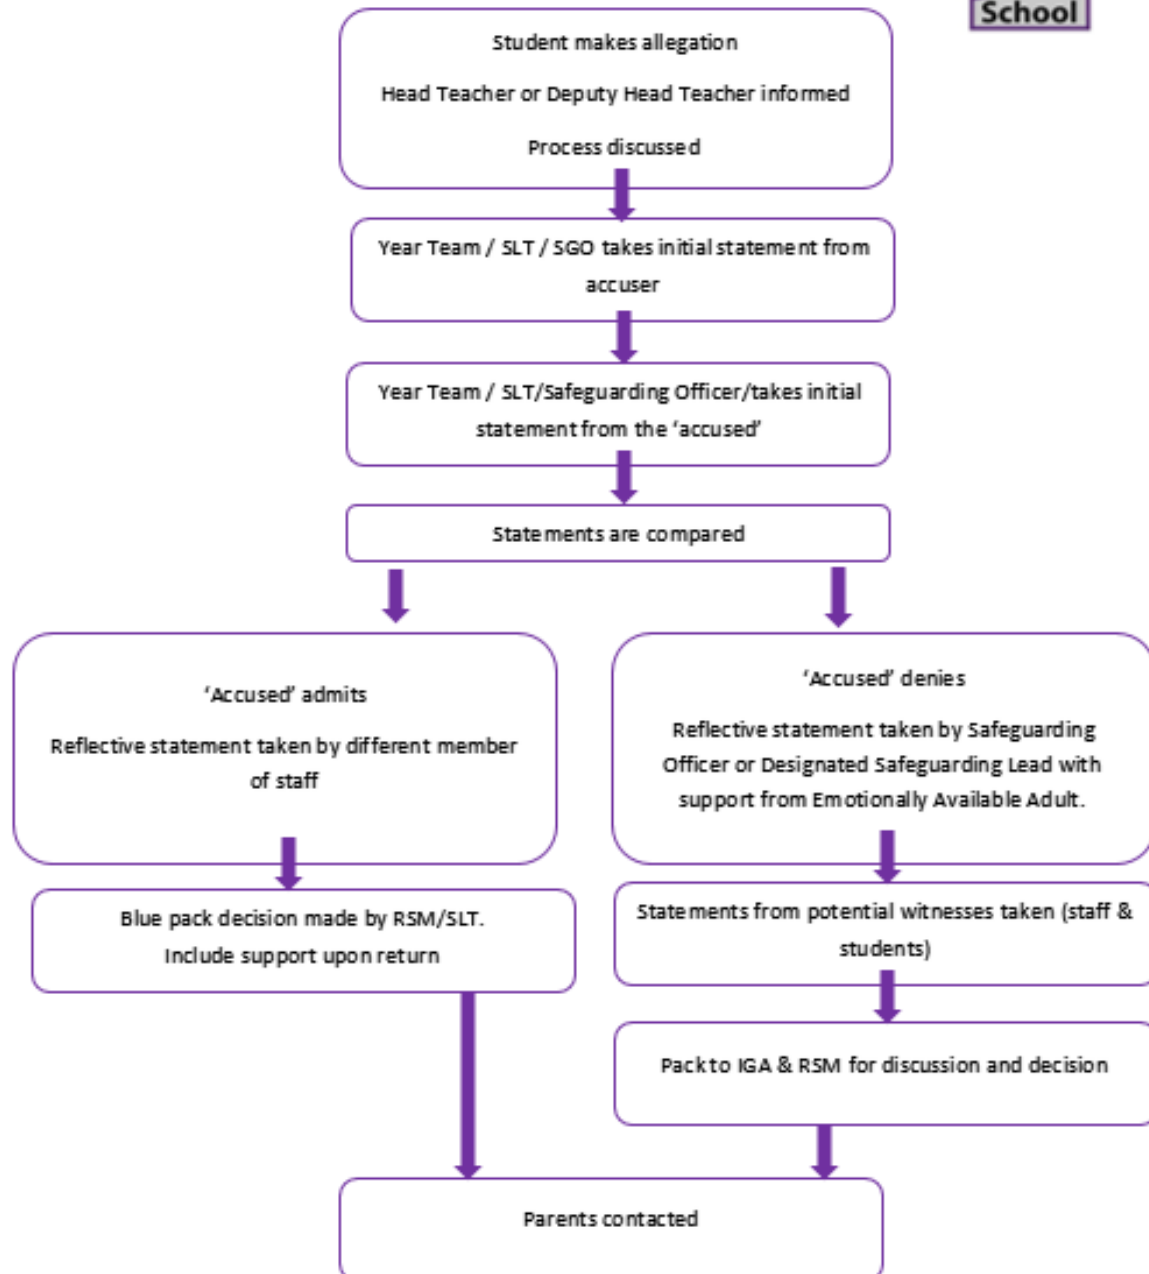 School
Student makes allegation
Head Teacher or Deputy Head Teacher informed
Process discussed
Year Team / SLT / SGO takes initial statement from
accuser
Year Team / SLT/Safeguarding Officer/takes initial
statement from the ‘accused’
Statements are compared
‘Accused’ admits
Reflective statement taken by different member
of staff
‘Accused’ denies
Reflective statement taken by Safeguarding
Officer or Designated Safeguarding Lead with
support from Emotionally Available Adult.
Blue pack decision made by RSM/SLT.
Include support upon return
Statements from potential witnesses taken (staff &
students)
Pack to IGA & RSM for discussion and decision
Parents contacted